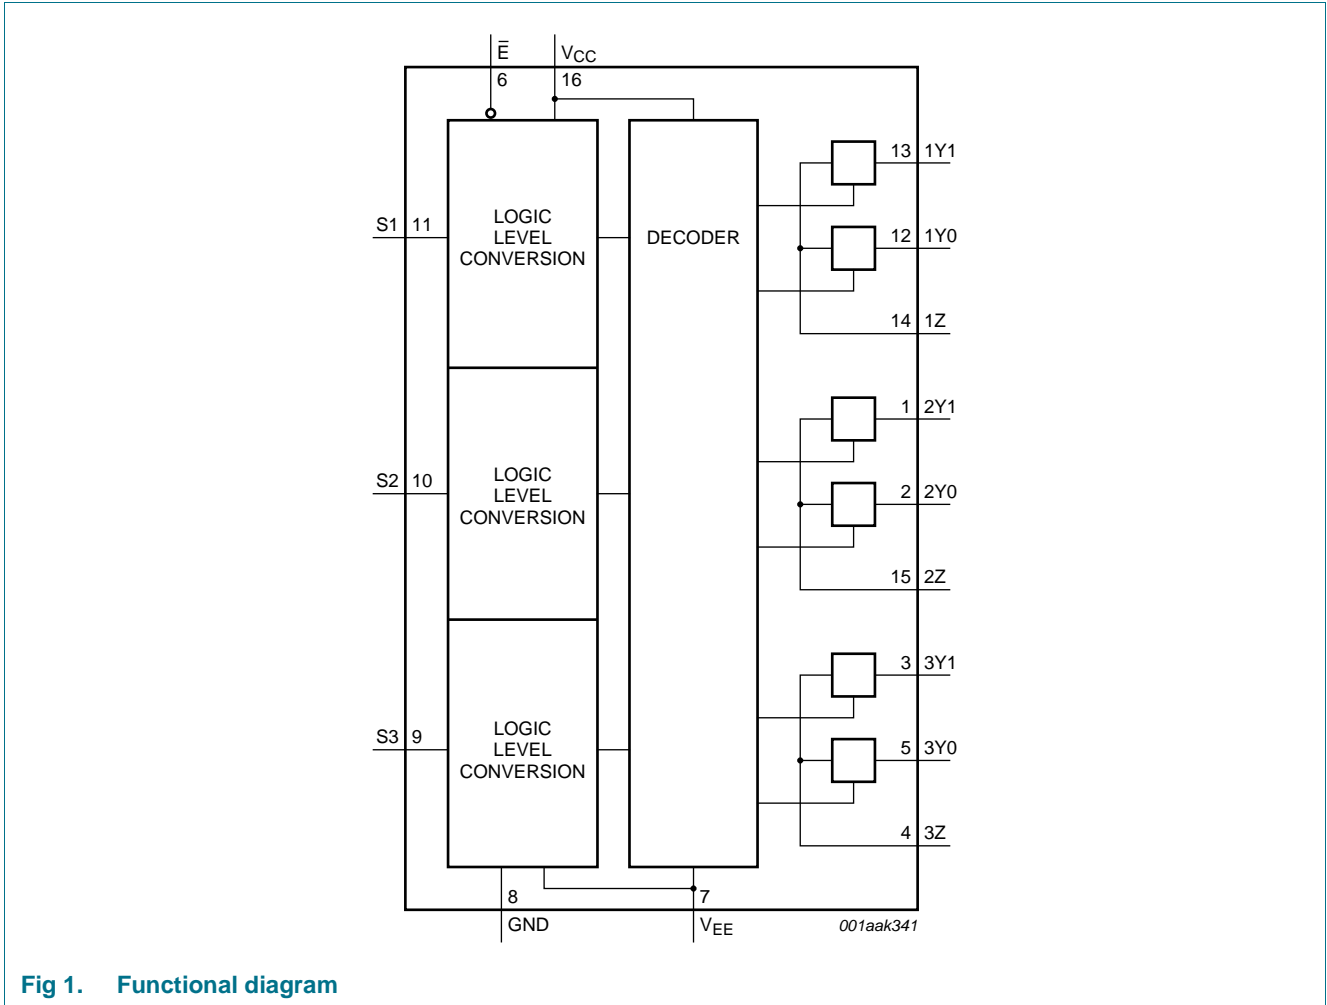 E̅ VCC
6 16
13 1Y1
S1 11
LOGIC
LEVEL
CONVERSION
DECODER
12 1Y0
14 1Z
1 2Y1
S2 10
LOGIC
LEVEL
CONVERSION
2 2Y0
15 2Z
3 3Y1
S3 9
LOGIC
LEVEL
CONVERSION
5 3Y0
4 3Z
8 7
GND VEE 001aak341
Fig 1. Functional diagram